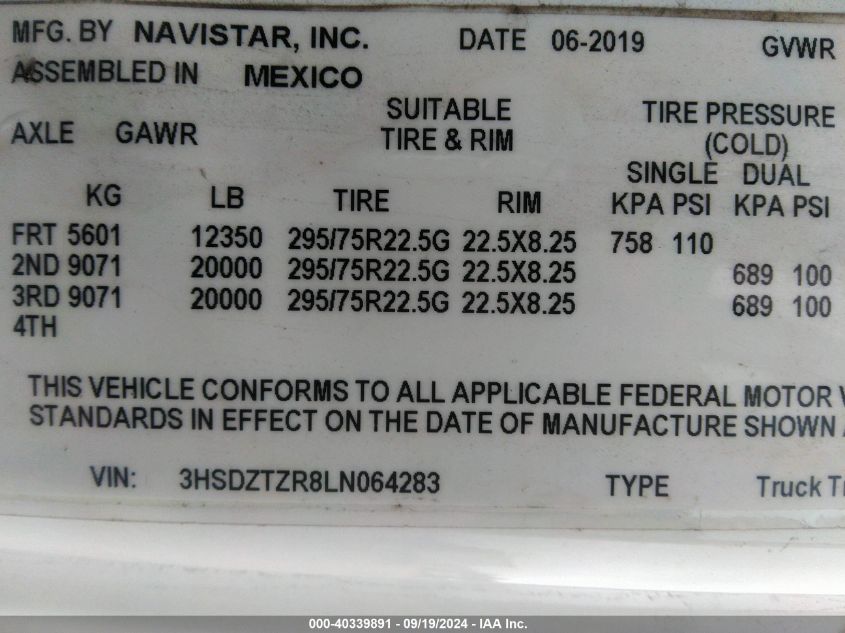 MFG. BY NAVISTAR, INC. DATE 06-2019 GVWR
ASSEMBLED IN MEXICO
SUITABLE TIRE PRESSURE
AXLE GAWR TIRE & RIM (COLD)
SINGLE DUAL
KG LB TIRE RIM KPA PSI KPA PSI
FRT 5601 12350 295/75R22.5G 22.5X8.25 758 110
2ND 9071 20000 295/75R22.5G 22.5X8.25 689 100
3RD 9071 20000 295/75R22.5G 22.5X8.25 689 100
4TH
THIS VEHICLE CONFORMS TO ALL APPLICABLE FEDERAL MOTOR
STANDARDS IN EFFECT ON THE DATE OF MANUFACTURE SHOWN
VIN: 3HSDZTZR8LN064283 TYPE Truck
000-40339891 - 09/19/2024 - IAA Inc.